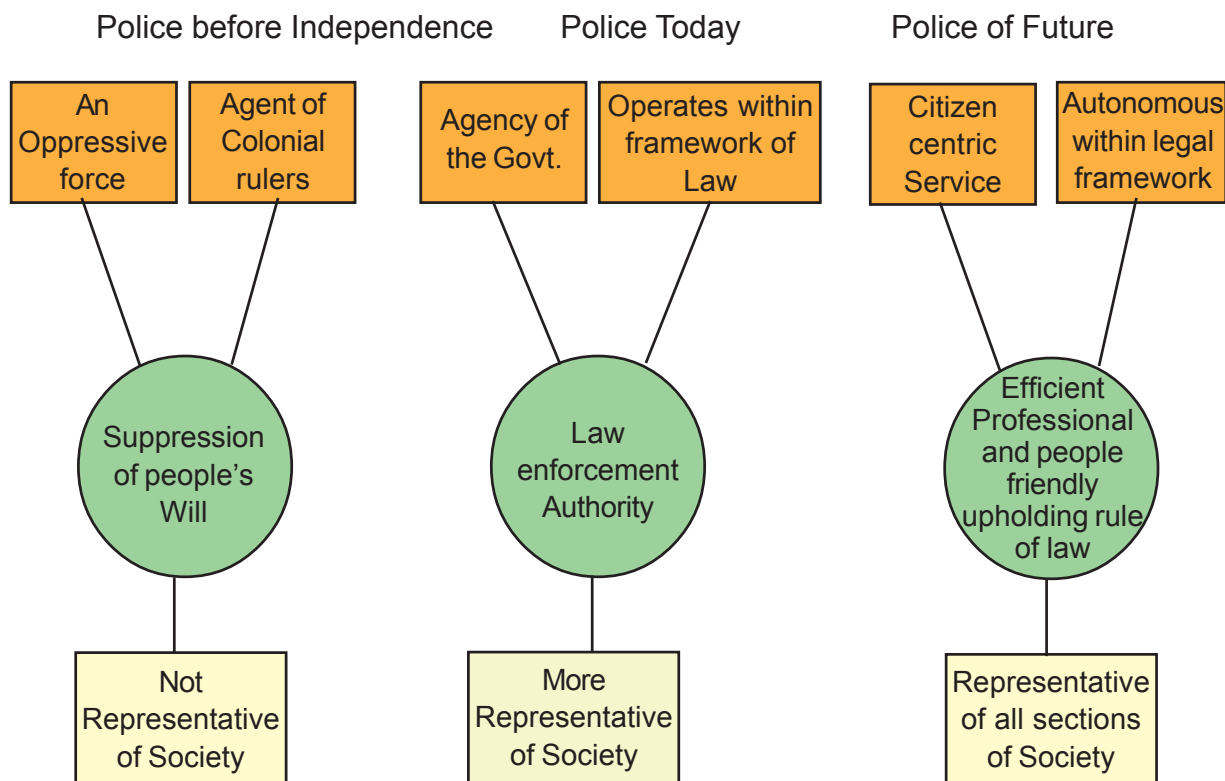 Police before Independence
Police Today
Police of Future
An
Oppressive
force
Agent of
Colonial
rulers
Agency of
the Govt.
Operates within
framework of
Law
Citizen
centric
Service
Autonomous
within legal
framework
Suppression
of people’s
Will
Law
enforcement
Authority
Efficient
Professional
and people
friendly
upholding rule
of law
Not
Representative
of Society
More
Representative
of Society
Representative
of all sections
of Society